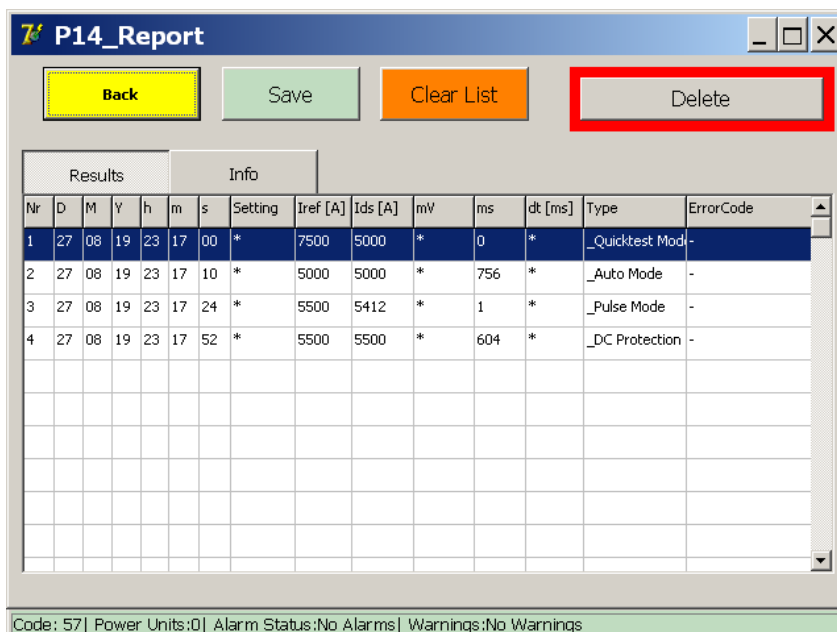 P14_Report
Back Save Clear List Delete
Results Info
Nr D M Y h m s Setting Iref [A] Ids [A] mV ms dt [ms] Type ErrorCode
1 27 08 19 23 17 00 * 7500 5000 * 0 * _Quicktest Mod -
2 27 08 19 23 17 10 * 5000 5000 * 756 * _Auto Mode -
3 27 08 19 23 17 24 * 5500 5412 * 1 * _Pulse Mode -
4 27 08 19 23 17 52 * 5500 5500 * 604 * _DC Protection -
Code: 57| Power Units:0| Alarm Status:No Alarms| Warnings:No Warnings